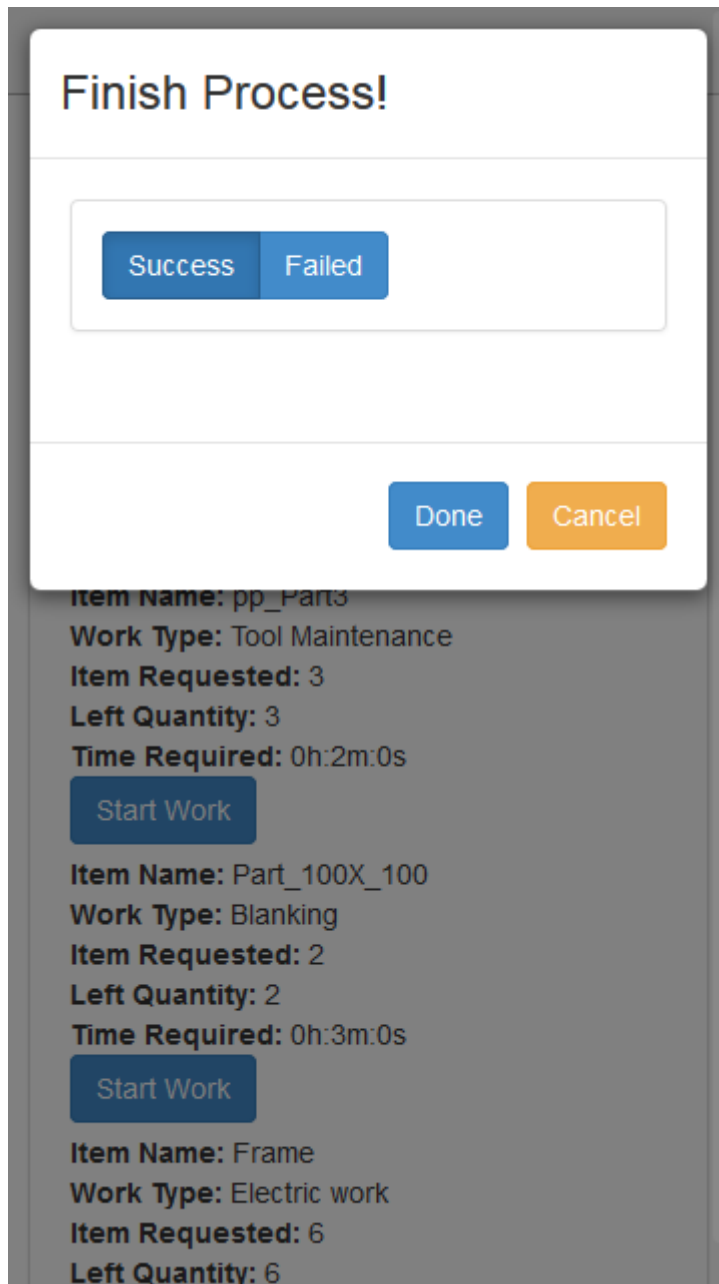 Finish Process!
Success Failed
Done Cancel
Item Name: pp_Part3
Work Type: Tool Maintenance
Item Requested: 3
Left Quantity: 3
Time Required: 0h:2m:0s
Start Work
Item Name: Part_100X_100
Work Type: Blanking
Item Requested: 2
Left Quantity: 2
Time Required: 0h:3m:0s
Start Work
Item Name: Frame
Work Type: Electric work
Item Requested: 6
Left Quantity: 6